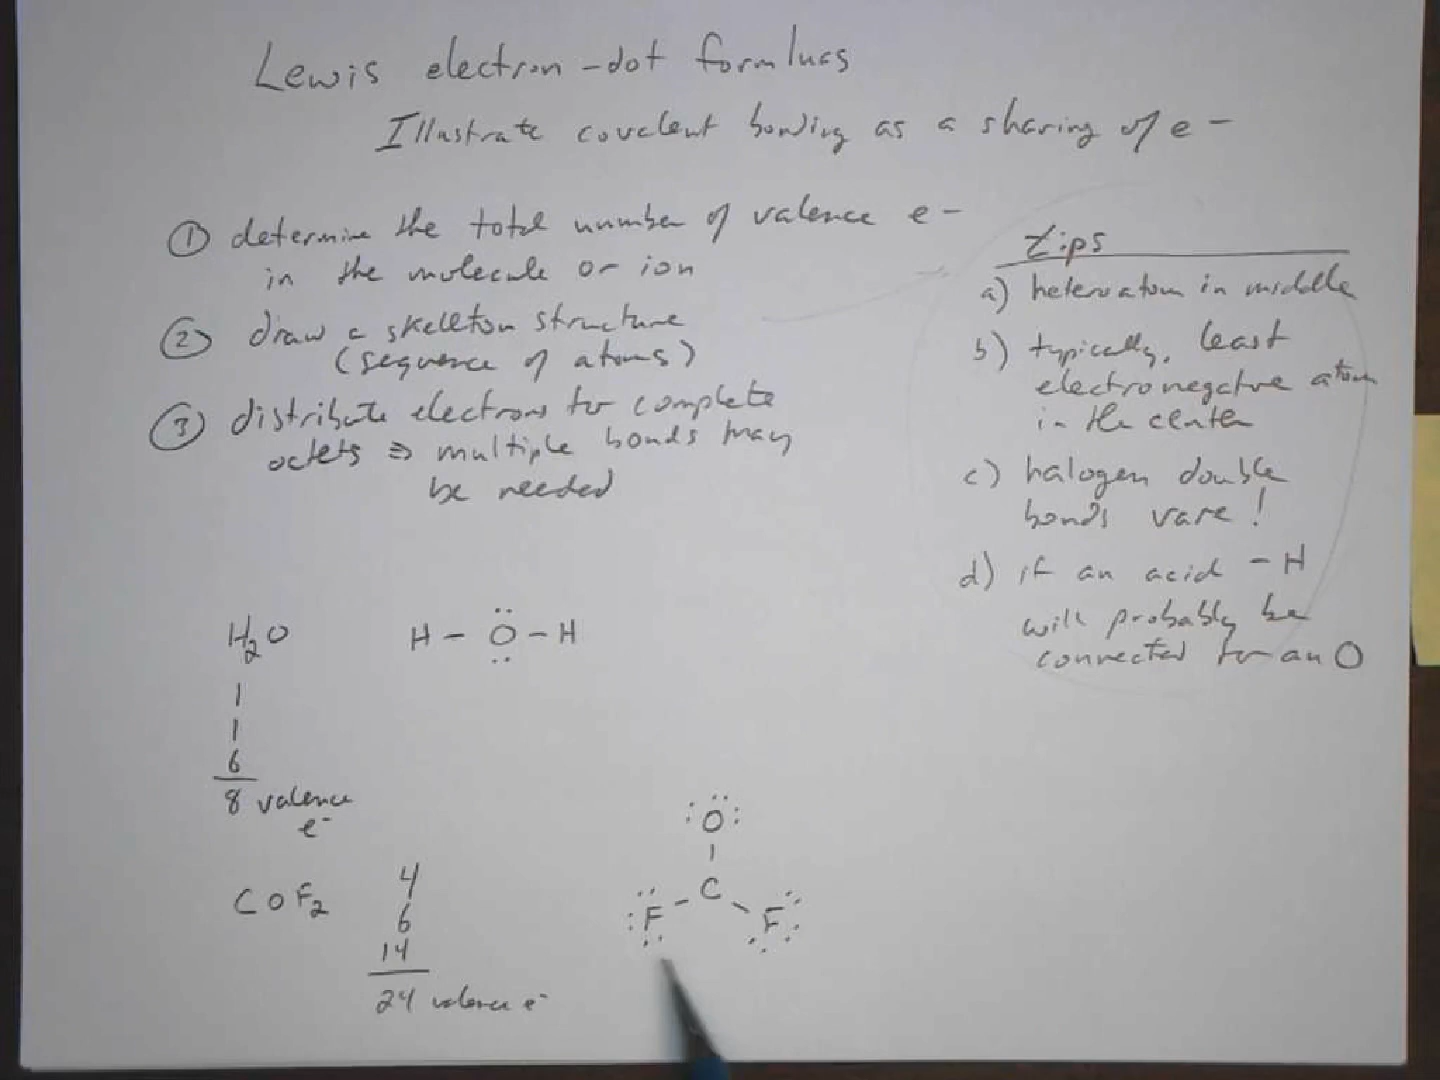 Lewis electron-dot formluas
Illustrate covalent bonding as a sharing of e-
① determine the total number of valence e-
in the molecule or ion
② draw a skeleton structure
(sequence of atoms)
③ distribute electrons for complete
octets ⇒ multiple bonds may
be needed
tips
a) heteroatom in middle
b) typically, least
electronegative atom
in the center
c) halogen double
bonds rare!
d) if an acid - H
will probably be
connected to an O
H2O
H - O - H
1
1
6
8 valence
e-
COF2
4
6
14
24 valence e-
O
C
F F